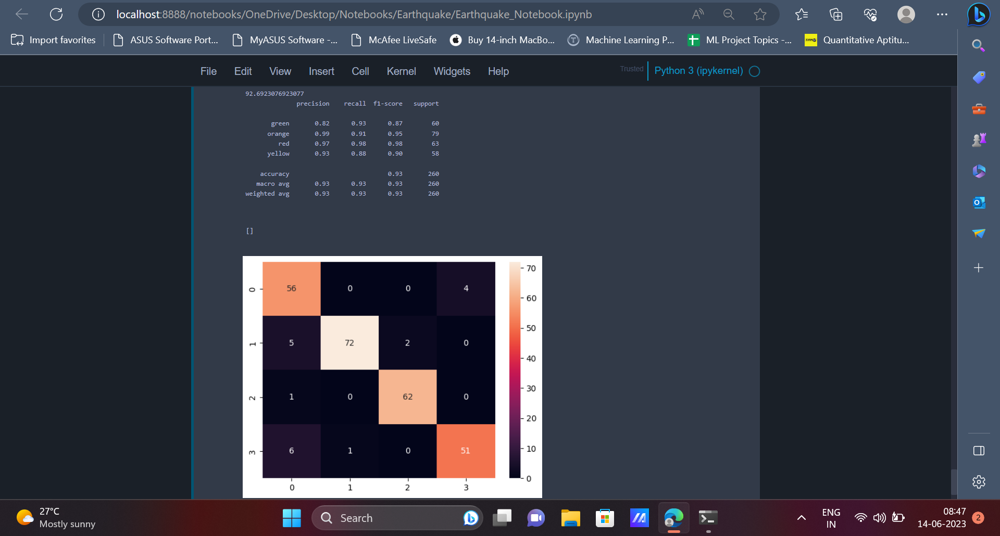 localhost:8888/notebooks/OneDrive/Desktop/Notebooks/Earthquake/Earthquake_Notebook.ipynb
Import favorites ASUS Software Port... MyASUS Software -... McAfee LiveSafe Buy 14-inch MacBo... Machine Learning P... ML Project Topics -... Quantitative Aptitu...
File Edit View Insert Cell Kernel Widgets Help Trusted Python 3 (ipykernel)
92.6923076923077
precision recall f1-score support
green 0.82 0.93 0.87 60
orange 0.99 0.91 0.95 79
red 0.97 0.98 0.98 63
yellow 0.93 0.88 0.90 58
accuracy 0.93 260
macro avg 0.93 0.93 0.93 260
weighted avg 0.93 0.93 0.93 260
[]
0 56 0 0 4
1 5 72 2 0
2 1 0 62 0
3 6 1 0 51
0 1 2 3
70
60
50
40
30
20
10
0
27°C
Mostly sunny
Search
ENG
IN
08:47
14-06-2023
2